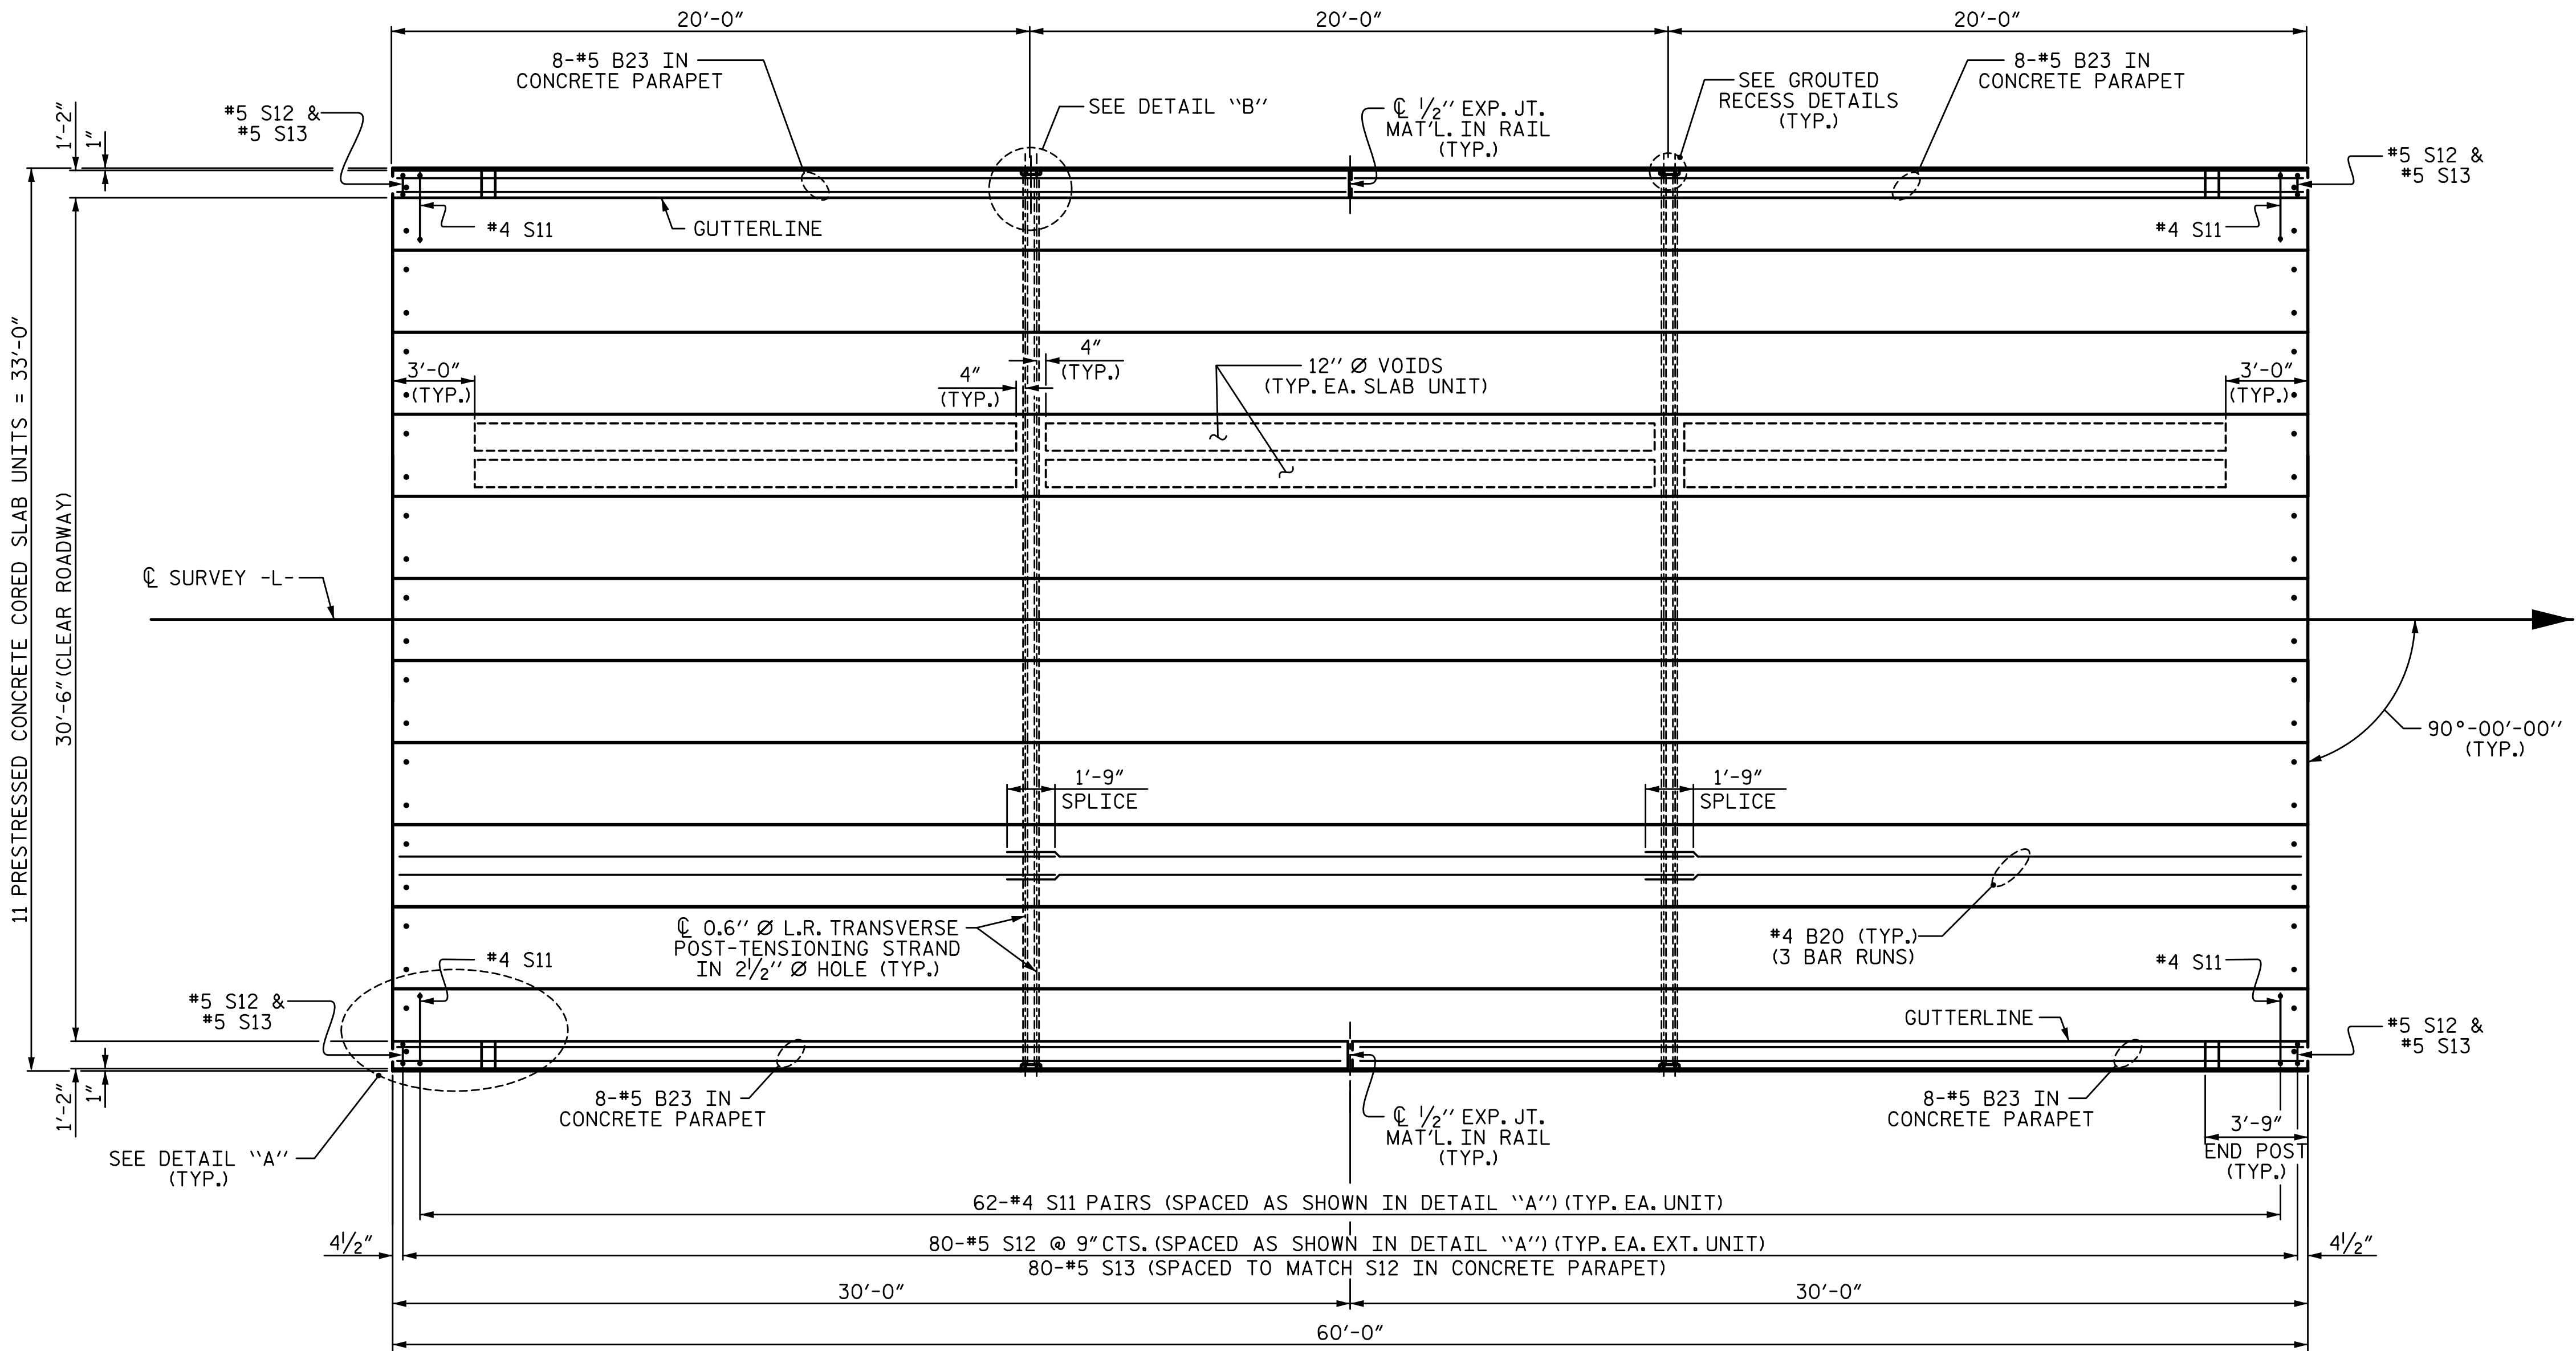 20'-0"
20'-0"
20'-0"
8-#5 B23 IN
CONCRETE PARAPET
SEE DETAIL "B"
℄ 1/2" EXP. JT.
MAT'L. IN RAIL
(TYP.)
SEE GROUTED
RECESS DETAILS
(TYP.)
8-#5 B23 IN
CONCRETE PARAPET
1'-2"
1"
#5 S12 &
#5 S13
#5 S12 &
#5 S13
#4 S11
GUTTERLINE
#4 S11
11 PRESTRESSED CONCRETE CORED SLAB UNITS = 33'-0"
30'-6" (CLEAR ROADWAY)
3'-0"
(TYP.)
4"
(TYP.)
4"
(TYP.)
12" Ø VOIDS
(TYP. EA. SLAB UNIT)
3'-0"
(TYP.)
℄ SURVEY -L-
90°-00'-00"
(TYP.)
1'-9"
SPLICE
1'-9"
SPLICE
℄ 0.6" Ø L.R. TRANSVERSE
POST-TENSIONING STRAND
IN 2 1/2" Ø HOLE (TYP.)
#4 B20 (TYP.)
(3 BAR RUNS)
#4 S11
#4 S11
#5 S12 &
#5 S13
GUTTERLINE
#5 S12 &
#5 S13
1'-2"
1"
8-#5 B23 IN
CONCRETE PARAPET
℄ 1/2" EXP. JT.
MAT'L. IN RAIL
(TYP.)
8-#5 B23 IN
CONCRETE PARAPET
3'-9"
END POST
(TYP.)
SEE DETAIL "A"
(TYP.)
62-#4 S11 PAIRS (SPACED AS SHOWN IN DETAIL "A") (TYP. EA. UNIT)
4 1/2"
80-#5 S12 @ 9" CTS. (SPACED AS SHOWN IN DETAIL "A") (TYP. EA. EXT. UNIT)
4 1/2"
80-#5 S13 (SPACED TO MATCH S12 IN CONCRETE PARAPET)
30'-0"
30'-0"
60'-0"